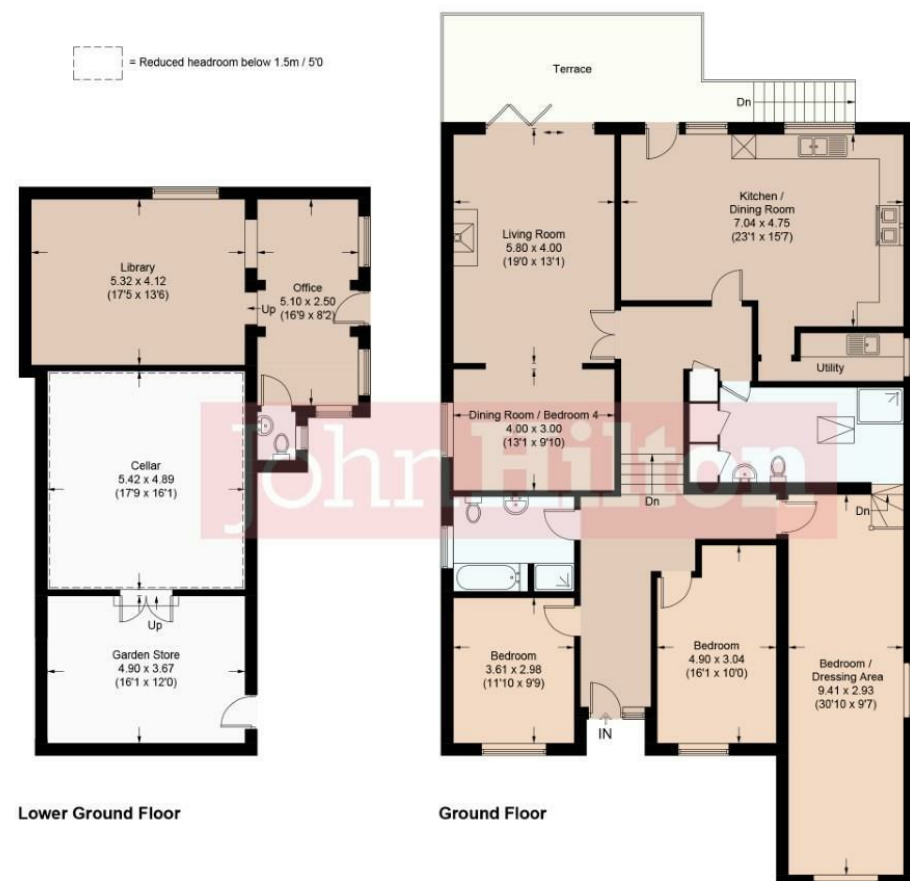 = Reduced headroom below 1.5m / 5'0
Terrace
Dn
Library
5.32 x 4.12
(17'5 x 13'6)
Office
5.10 x 2.50
(16'9 x 8'2)
Up
Living Room
5.80 x 4.00
(19'0 x 13'1)
Kitchen /
Dining Room
7.04 x 4.75
(23'1 x 15'7)
Utility
Dining Room / Bedroom 4
4.00 x 3.00
(13'1 x 9'10)
John Hilton
Cellar
5.42 x 4.89
(17'9 x 16'1)
Dn
Dn
Up
Garden Store
4.90 x 3.67
(16'1 x 12'0)
Bedroom
3.61 x 2.98
(11'10 x 9'9)
Bedroom
4.90 x 3.04
(16'1 x 10'0)
Bedroom /
Dressing Area
9.41 x 2.93
(30'10 x 9'7)
IN
Lower Ground Floor
Ground Floor